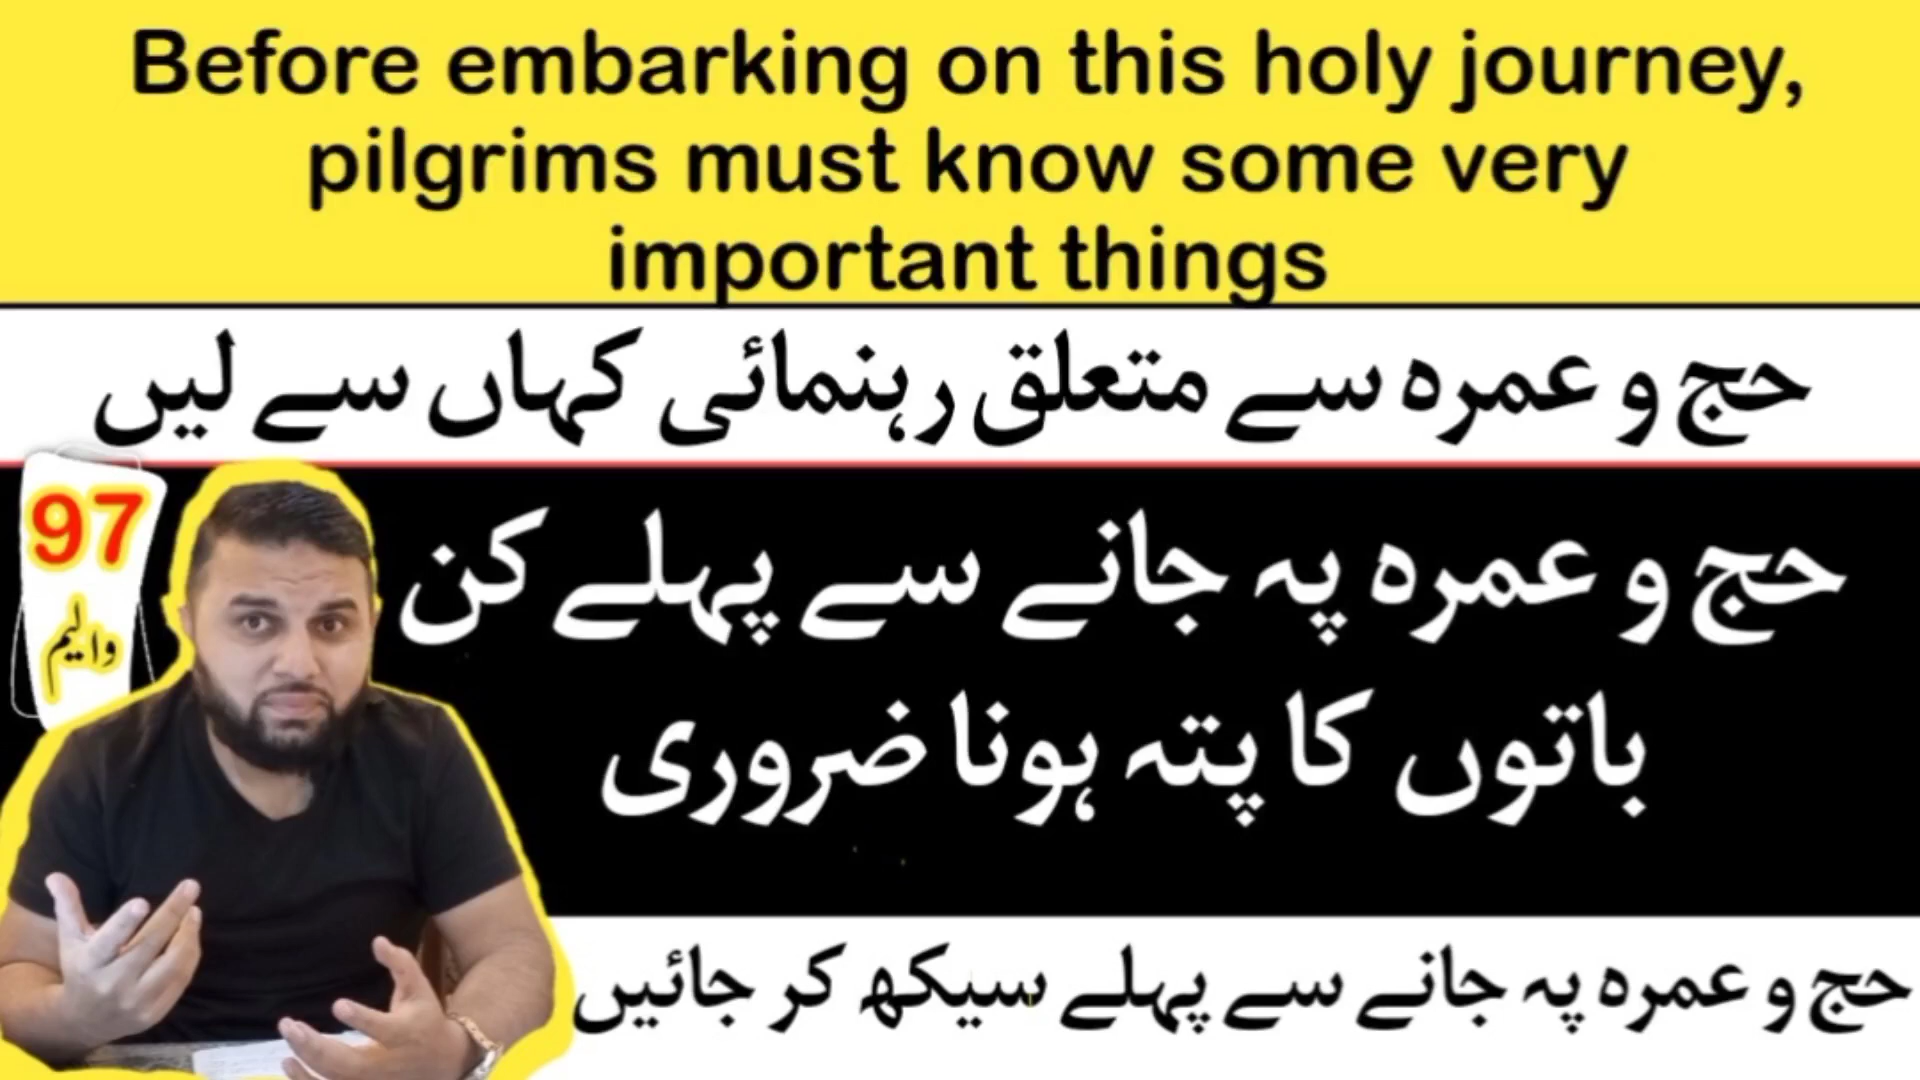 Before embarking on this holy journey,
pilgrims must know some very
important things
حج و عمرہ سے متعلق رہنمائی کہاں سے لیں
97
والیم
حج و عمرہ پہ جانے سے پہلے کن
باتوں کا پتہ ہونا ضروری
حج و عمرہ پہ جانے سے پہلے سیکھ کر جائیں